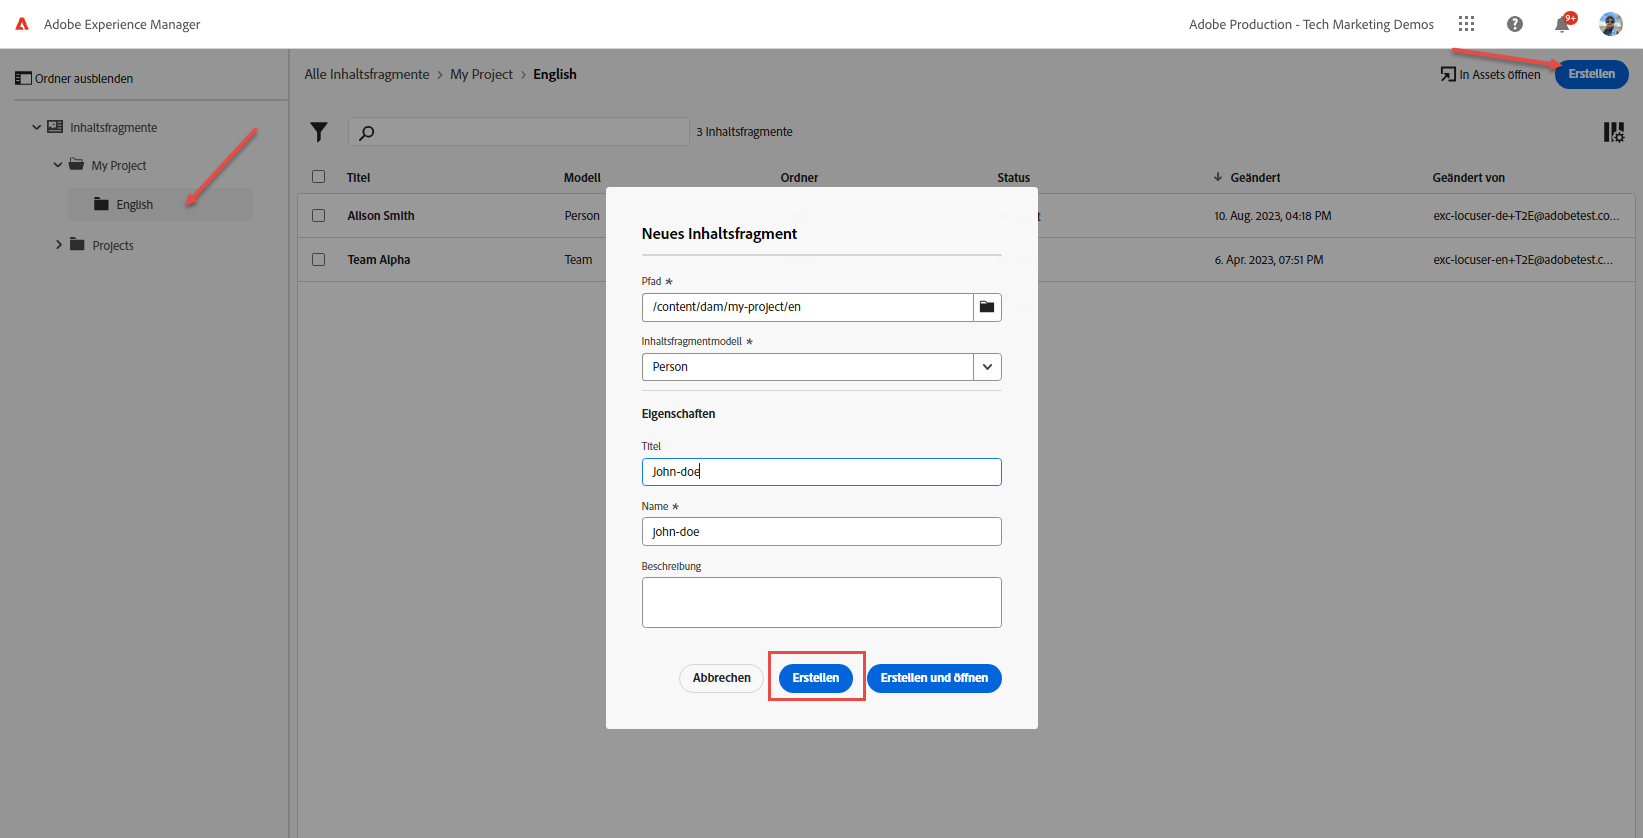 Adobe Experience Manager
Adobe Production - Tech Marketing Demos
9+
Ordner ausblenden
Alle Inhaltsfragmente > My Project > English
In Assets öffnen
Erstellen
Inhaltsfragmente
My Project
English
Projects
3 Inhaltsfragmente
Titel Modell Ordner Status Geändert Geändert von
Alison Smith Person 10. Aug. 2023, 04:18 PM exc-locuser-de+T2E@adobetest.co...
Team Alpha Team 6. Apr. 2023, 07:51 PM exc-locuser-en+T2E@adobetest.c...
Neues Inhaltsfragment
Pfad *
/content/dam/my-project/en
Inhaltsfragmentmodell *
Person
Eigenschaften
Titel
John-doe
Name *
john-doe
Beschreibung
Abbrechen
Erstellen
Erstellen und öffnen